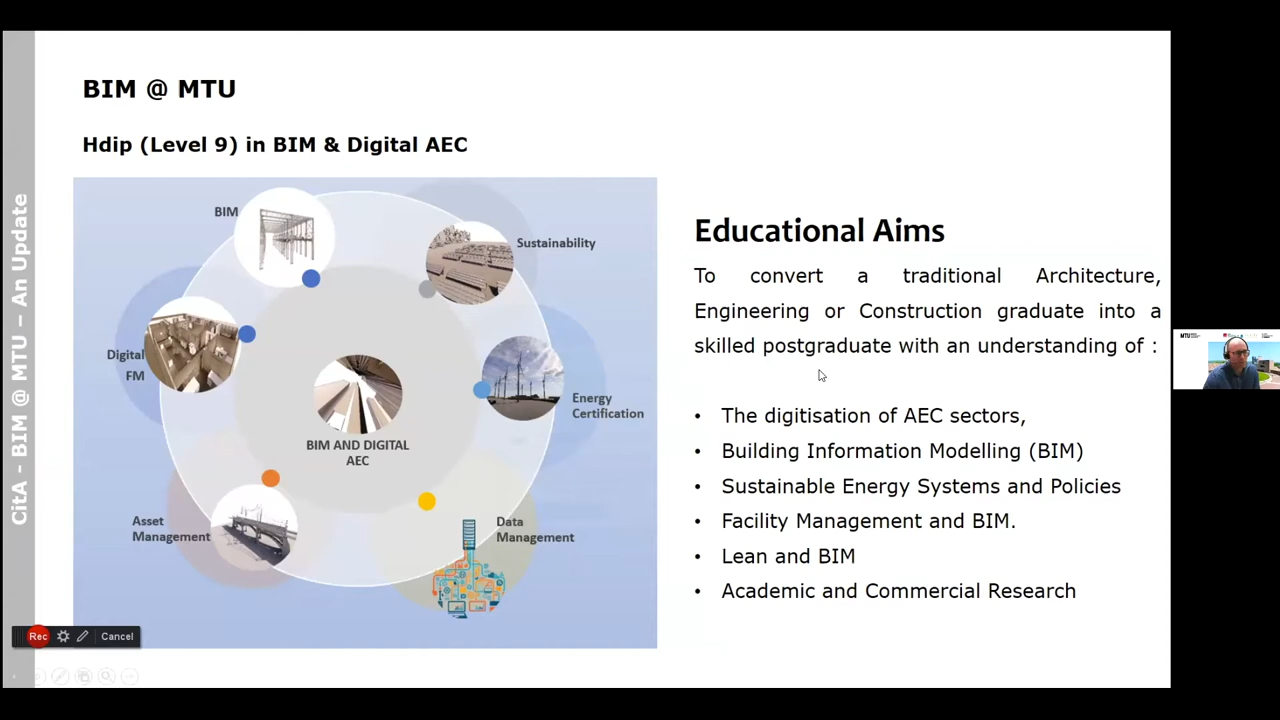 BIM @ MTU
Hdip (Level 9) in BIM & Digital AEC
CitA - BIM @ MTU – An Update
BIM
Sustainability
Digital
FM
Energy
Certification
BIM AND DIGITAL
AEC
Asset
Management
Data
Management
Educational Aims
To convert a traditional Architecture,
Engineering or Construction graduate into a
skilled postgraduate with an understanding of :
• The digitisation of AEC sectors,
• Building Information Modelling (BIM)
• Sustainable Energy Systems and Policies
• Facility Management and BIM.
• Lean and BIM
• Academic and Commercial Research
Rec
Cancel
MTU